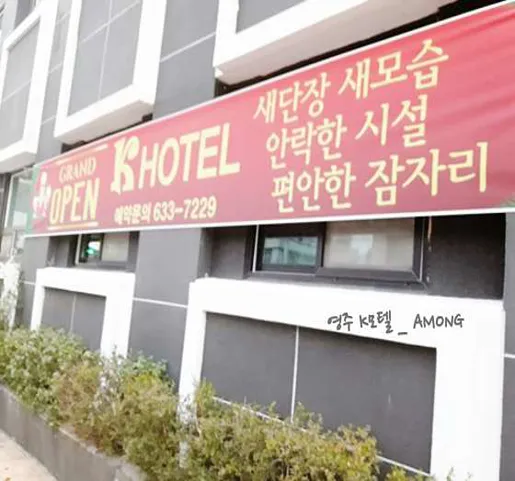 GRAND
OPEN
K HOTEL
예약문의 633-7229
새단장 새모습
안락한 시설
편안한 잠자리
영주 K모텔 _ AMONG